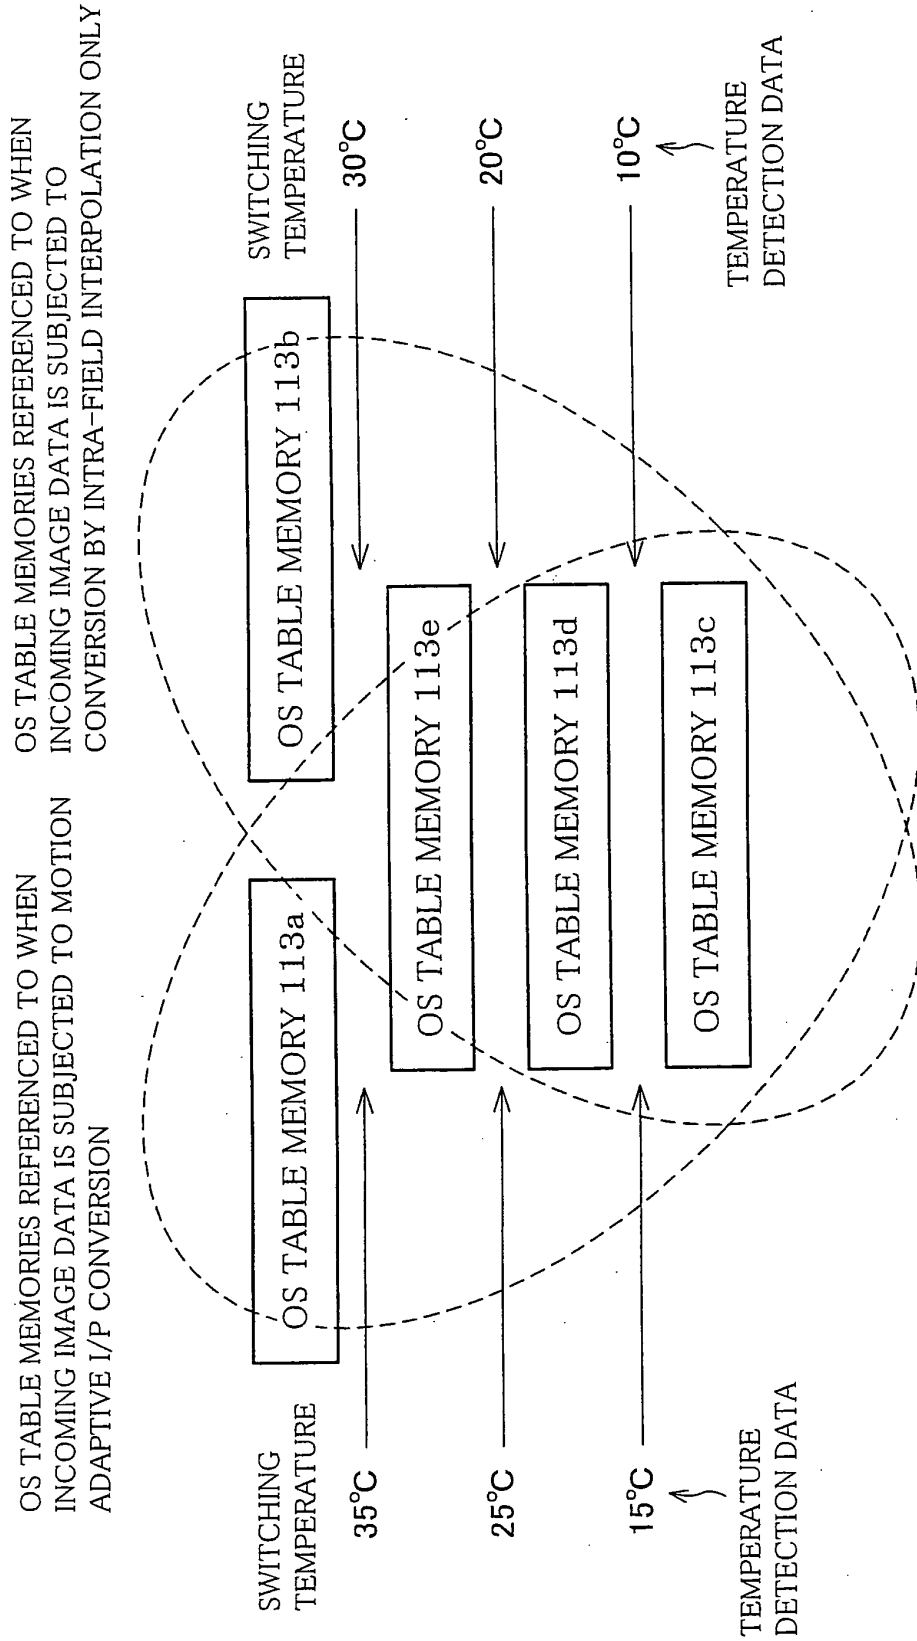 OS TABLE MEMORIES REFERENCED TO WHEN
INCOMING IMAGE DATA IS SUBJECTED TO MOTION
ADAPTIVE I/P CONVERSION
OS TABLE MEMORIES REFERENCED TO WHEN
INCOMING IMAGE DATA IS SUBJECTED TO
CONVERSION BY INTRA-FIELD INTERPOLATION ONLY
SWITCHING
TEMPERATURE
OS TABLE MEMORY 113a
OS TABLE MEMORY 113b
SWITCHING
TEMPERATURE
35°C
30°C
OS TABLE MEMORY 113e
25°C
20°C
OS TABLE MEMORY 113d
15°C
10°C
OS TABLE MEMORY 113c
TEMPERATURE
DETECTION DATA
TEMPERATURE
DETECTION DATA